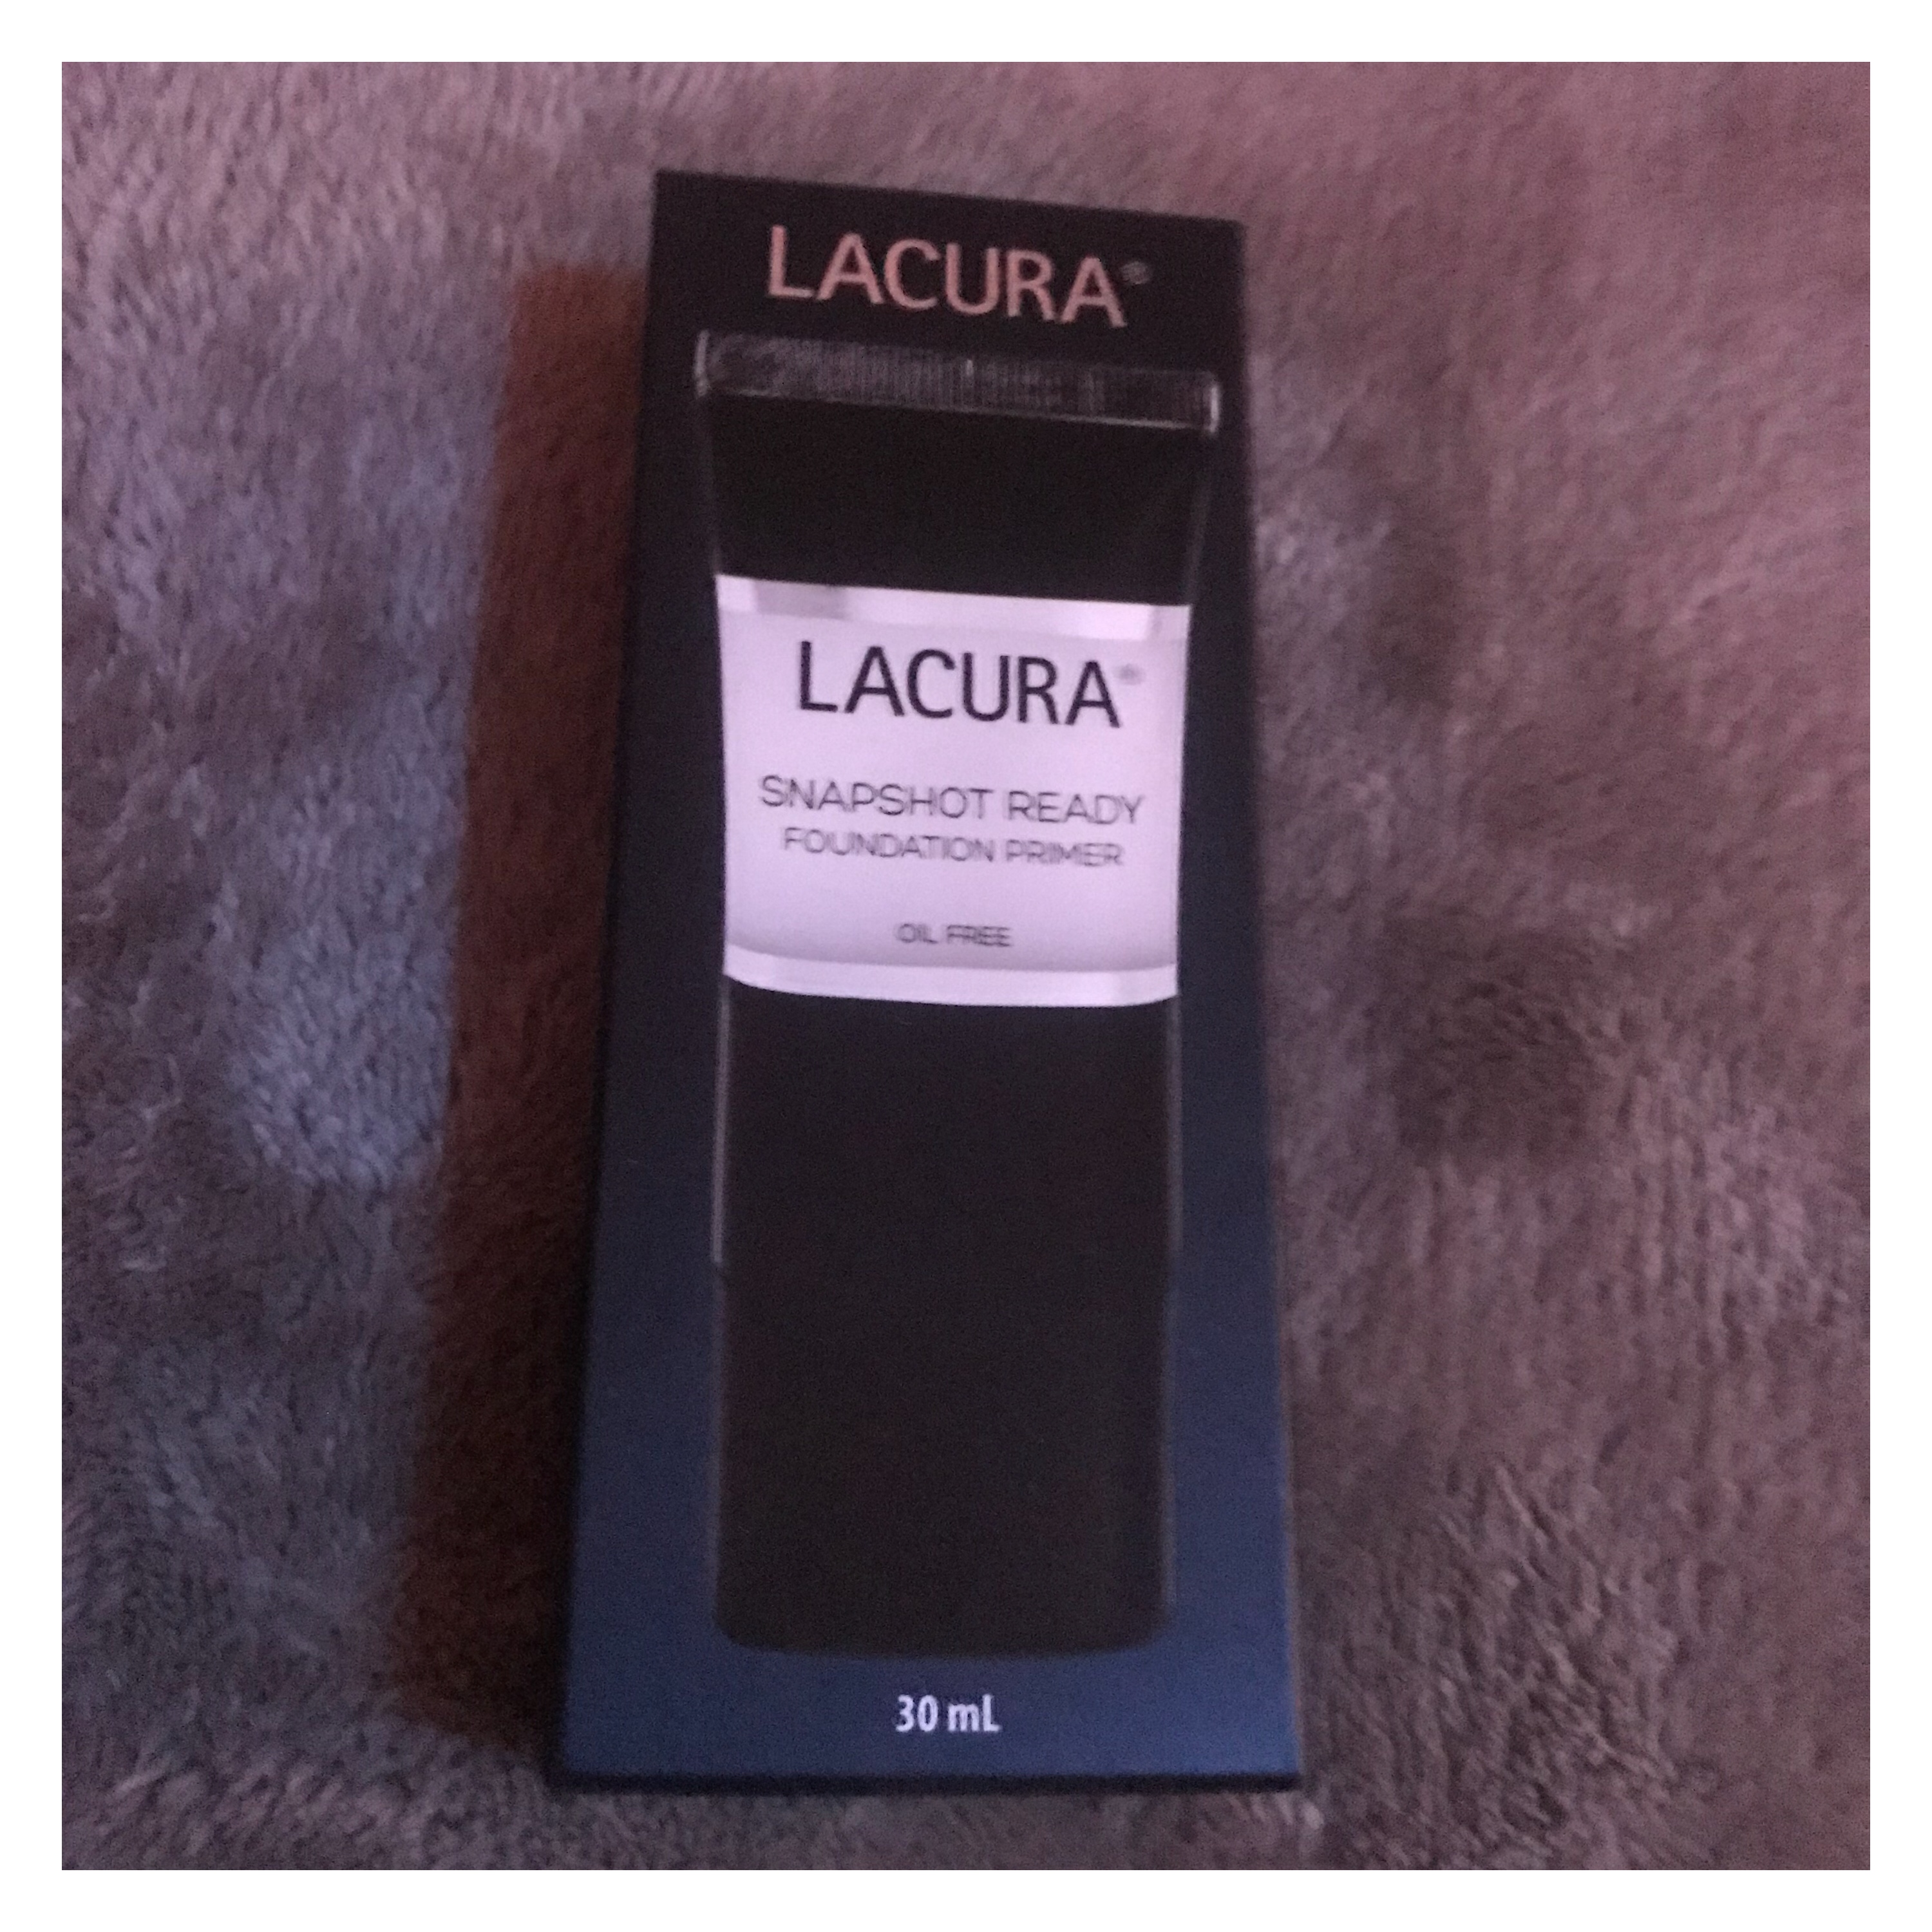 LACURA®
LACURA®
SNAPSHOT READY
FOUNDATION PRIMER
OIL FREE
30 mL